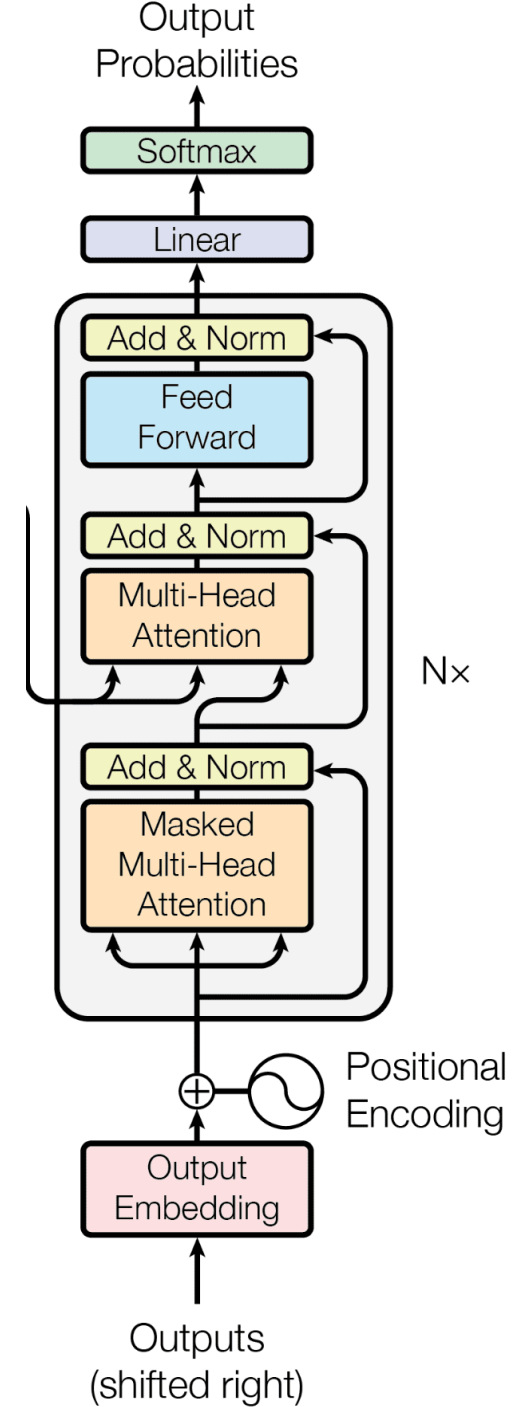 Output
Probabilities
Softmax
Linear
Add & Norm
Feed
Forward
Add & Norm
Multi-Head
Attention
N×
Add & Norm
Masked
Multi-Head
Attention
Positional
Encoding
Output
Embedding
Outputs
(shifted right)